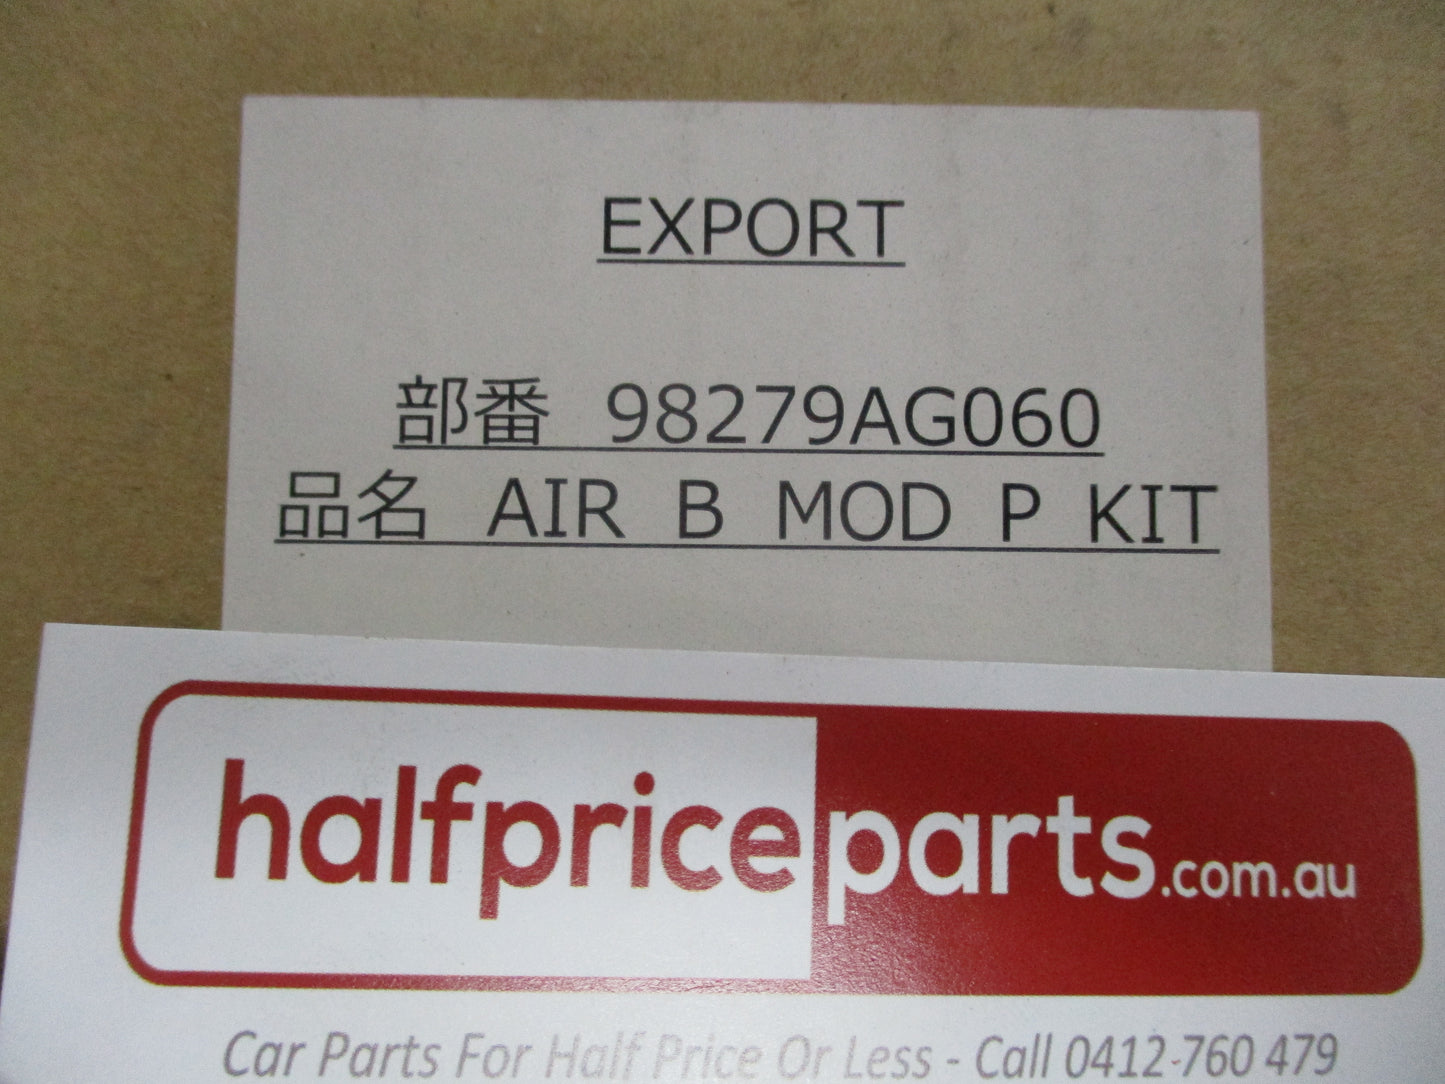 EXPORT
部番 98279AG060
品名 AIR B MOD P KIT
halfpriceparts.com.au
Car Parts For Half Price Or Less - Call 0412-760 479